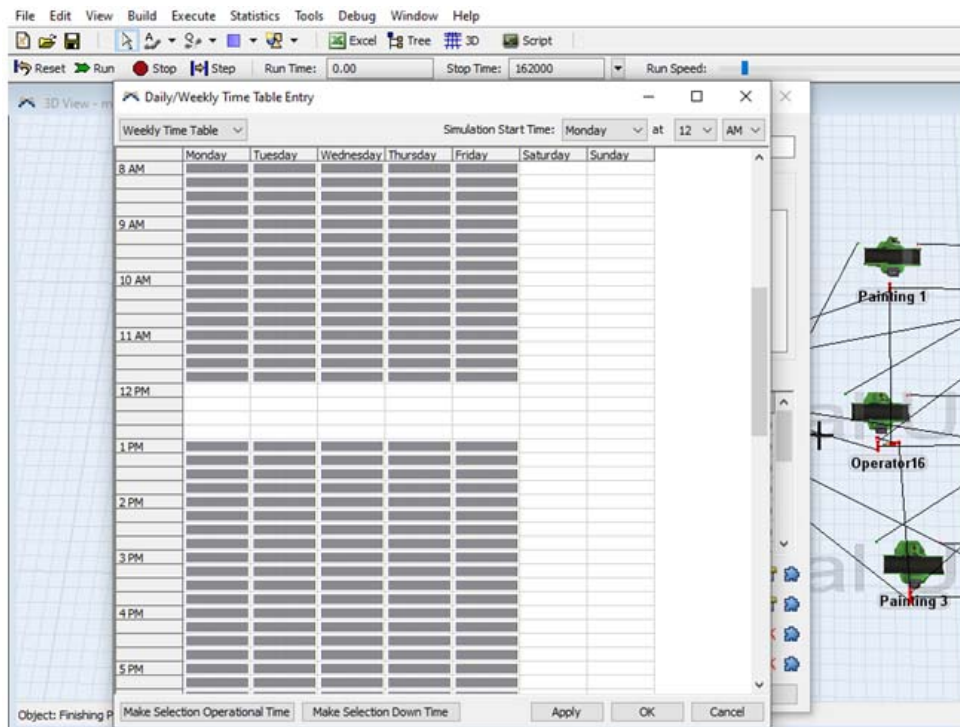 File Edit View Build Execute Statistics Tools Debug Window Help
Excel Tree 3D Script
Reset Run Stop Step Run Time: 0.00 Stop Time: 162000 Run Speed:
3D View - m
Daily/Weekly Time Table Entry
Weekly Time Table Simulation Start Time: Monday at 12 AM
Monday Tuesday Wednesday Thursday Friday Saturday Sunday
8 AM
9 AM
10 AM
11 AM
12 PM
1 PM
2 PM
3 PM
4 PM
5 PM
Painting 1
Operator16
Painting 3
Object: Finishing P
Make Selection Operational Time Make Selection Down Time Apply OK Cancel